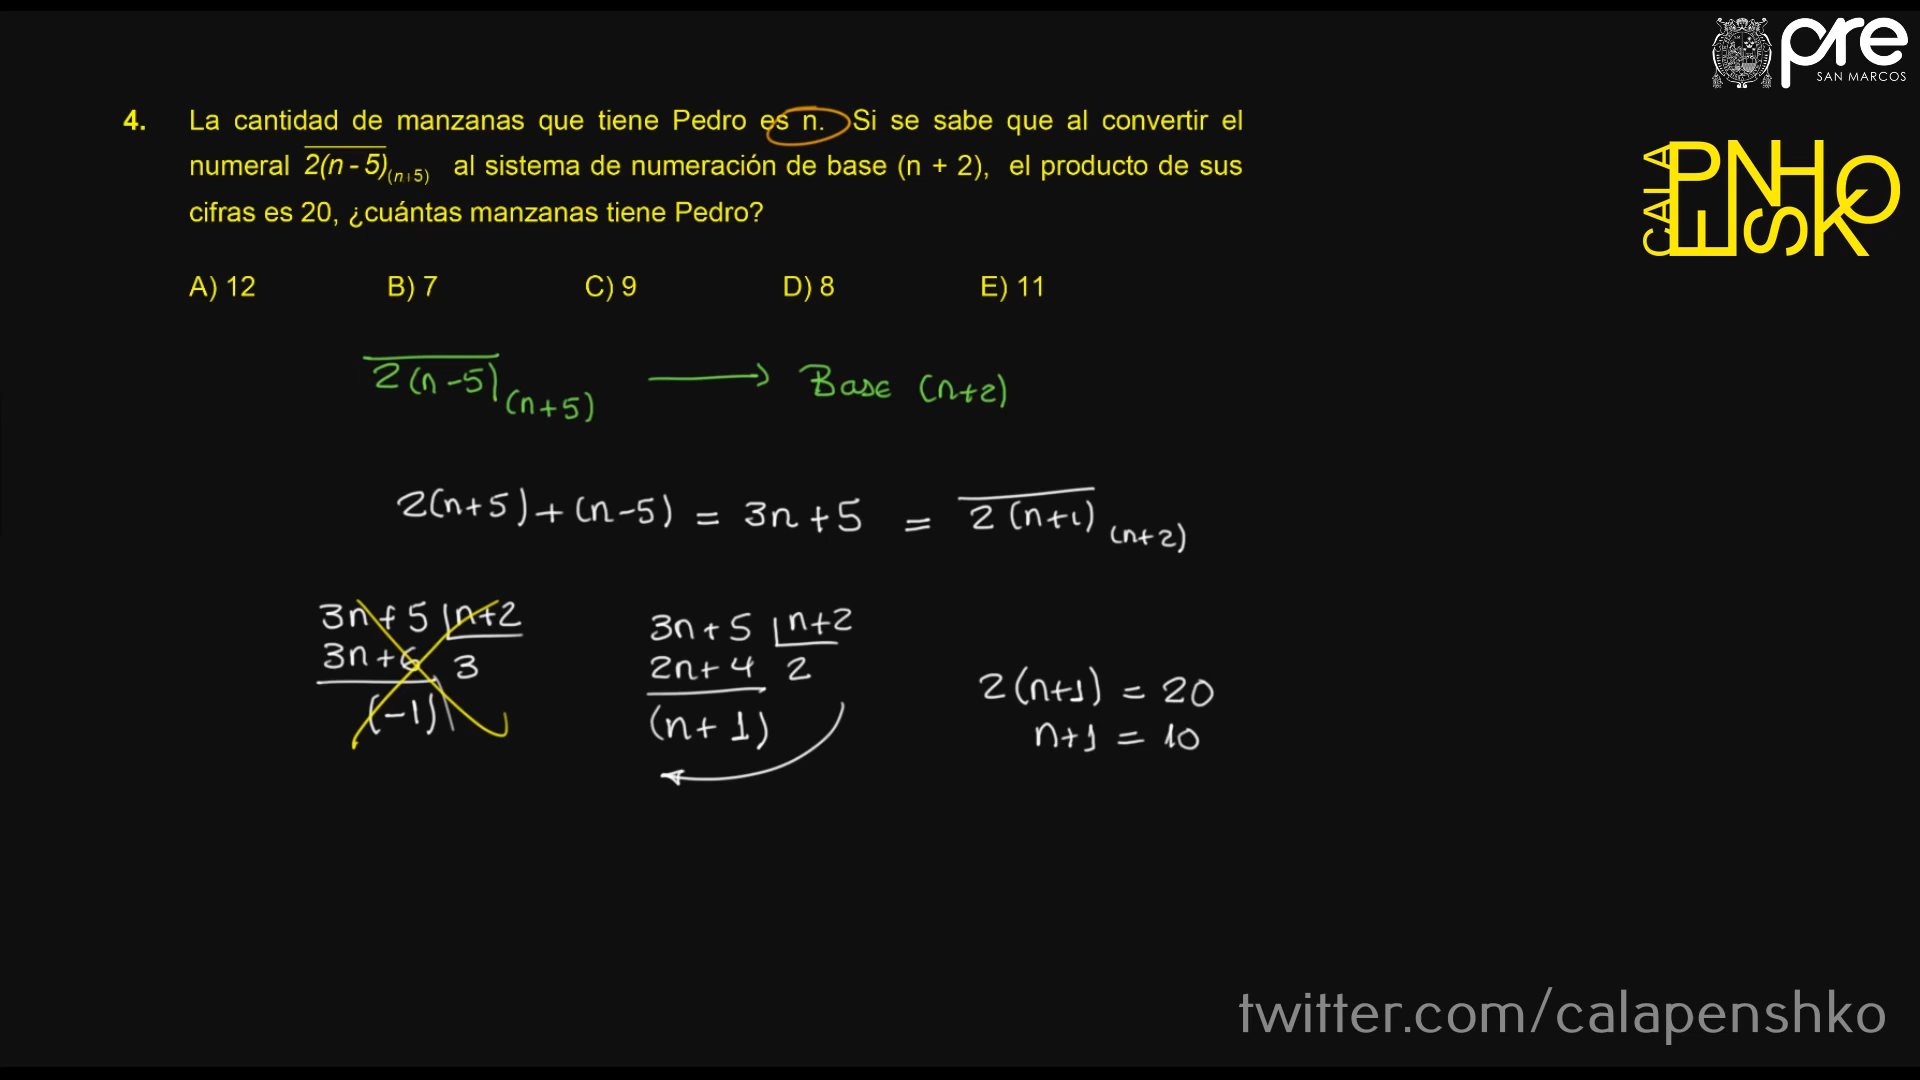 pre
SAN MARCOS
4. La cantidad de manzanas que tiene Pedro es n. Si se sabe que al convertir el
numeral 2(n - 5)(n+5) al sistema de numeración de base (n + 2), el producto de sus
cifras es 20, ¿cuántas manzanas tiene Pedro?
CALA
PENSHKO
A) 12 B) 7 C) 9 D) 8 E) 11
2(n-5)(n+5) → Base (n+2)
2(n+5)+(n-5) = 3n+5 = 2(n+1)(n+2)
3n+5 n+2
3n+6 3
(-1)
3n+5 n+2
2n+4 2
(n+1)
2(n+1) = 20
n+1 = 10
twitter.com/calapenshko